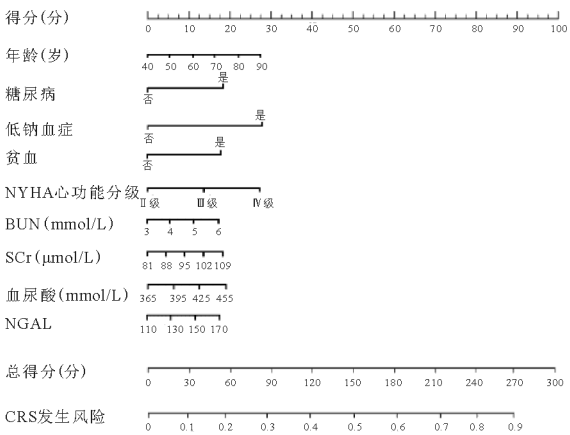 得分(分)
0 10 20 30 40 50 60 70 80 90 100
年龄(岁)
40 50 60 70 80 90
糖尿病
否 是
低钠血症
否 是
贫血
否 是
NYHA心功能分级
Ⅱ级 Ⅲ级 Ⅳ级
BUN(mmol/L)
3 4 5 6
SCr(μmol/L)
81 88 95 102 109
血尿酸(mmol/L)
365 395 425 455
NGAL
110 130 150 170
总得分(分)
0 30 60 90 120 150 180 210 240 270 300
CRS发生风险
0 0.1 0.2 0.3 0.4 0.5 0.6 0.7 0.8 0.9